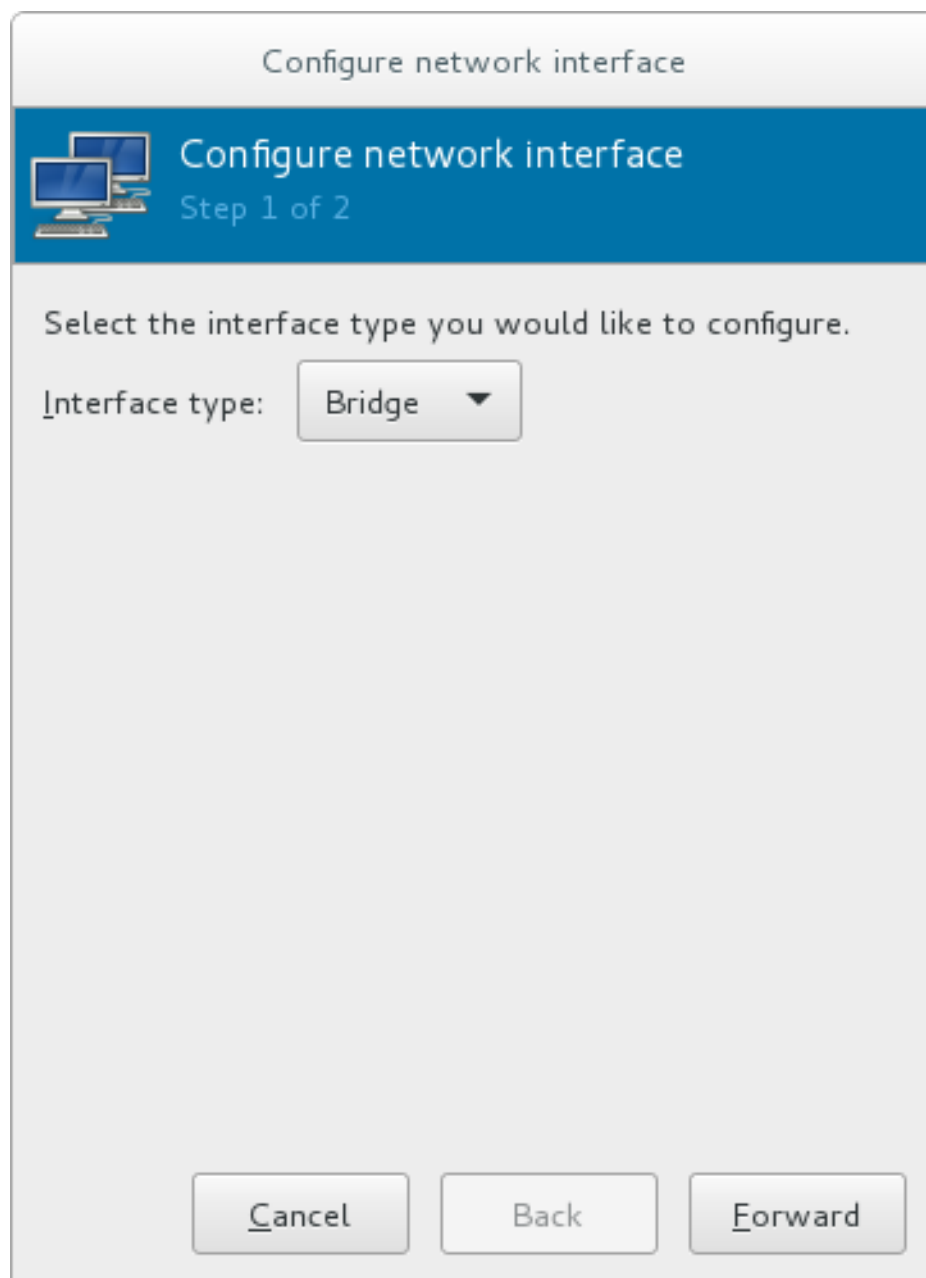 Configure network interface
Configure network interface
Step 1 of 2
Select the interface type you would like to configure.
Interface type: Bridge
Cancel Back Forward